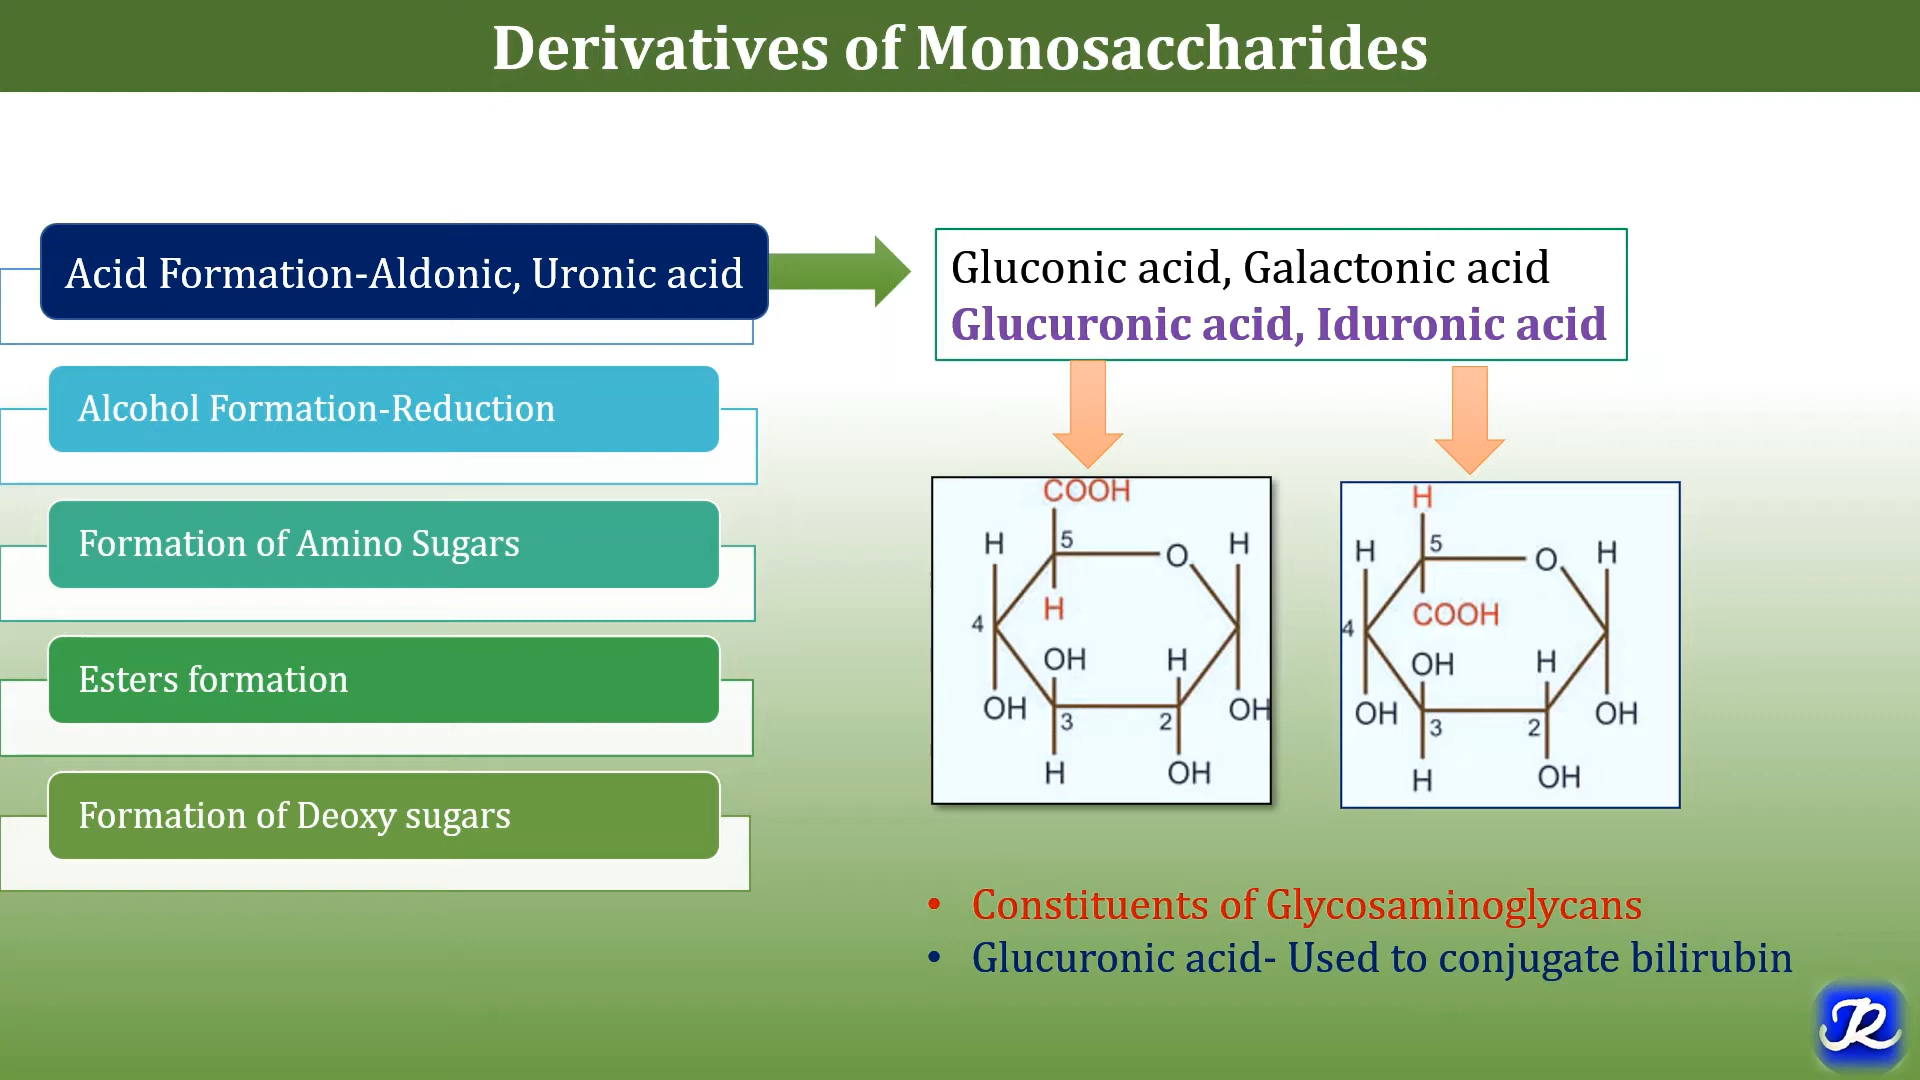 Derivatives of Monosaccharides
Acid Formation-Aldonic, Uronic acid
Alcohol Formation-Reduction
Formation of Amino Sugars
Esters formation
Formation of Deoxy sugars
Gluconic acid, Galactonic acid
Glucuronic acid, Iduronic acid
COOH
5
H
O
H
4
H
OH
H
OH
3
2
OH
H
OH
H
5
H
O
H
4
COOH
OH
H
OH
3
2
OH
H
OH
• Constituents of Glycosaminoglycans
• Glucuronic acid- Used to conjugate bilirubin
R